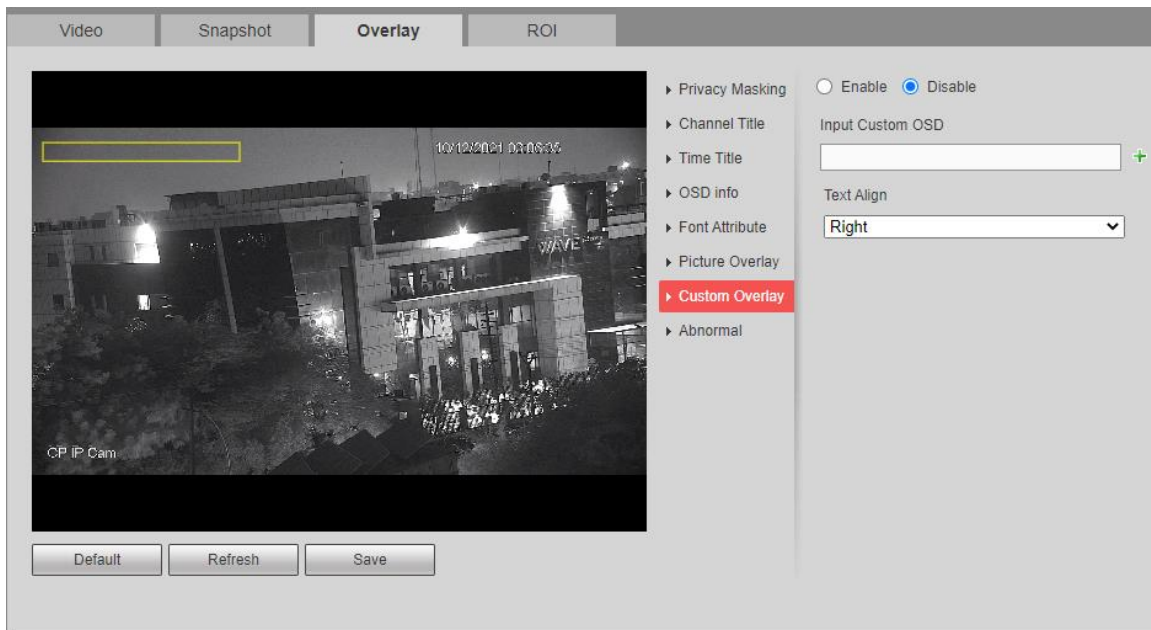 Video
Snapshot
Overlay
ROI
Privacy Masking
Channel Title
Time Title
OSD info
Font Attribute
Picture Overlay
Custom Overlay
Abnormal
Enable
Disable
Input Custom OSD
Text Align
Right
10/12/2021 03:06:35
WAVE
CP IP Cam
Default
Refresh
Save